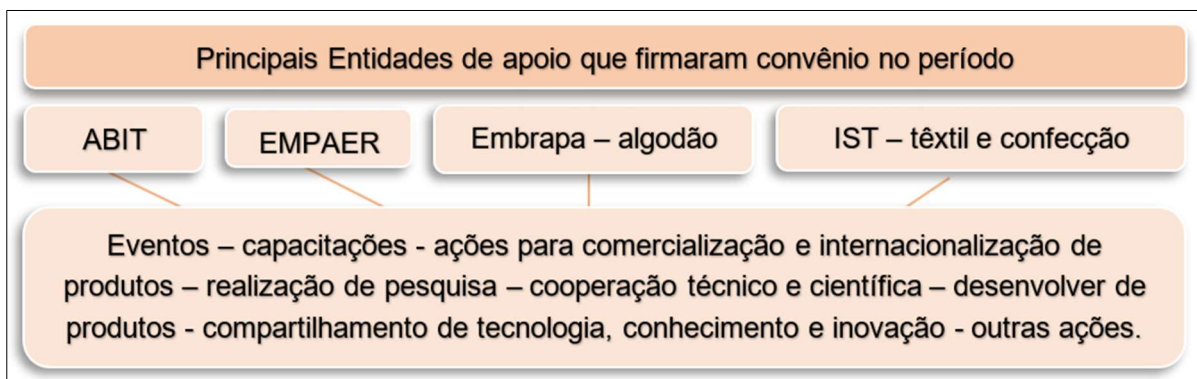 Principais Entidades de apoio que firmaram convênio no período
ABIT
EMPAER
Embrapa – algodão
IST – têxtil e confecção
Eventos – capacitações - ações para comercialização e internacionalização de
produtos – realização de pesquisa – cooperação técnico e científica – desenvolver de
produtos - compartilhamento de tecnologia, conhecimento e inovação - outras ações.